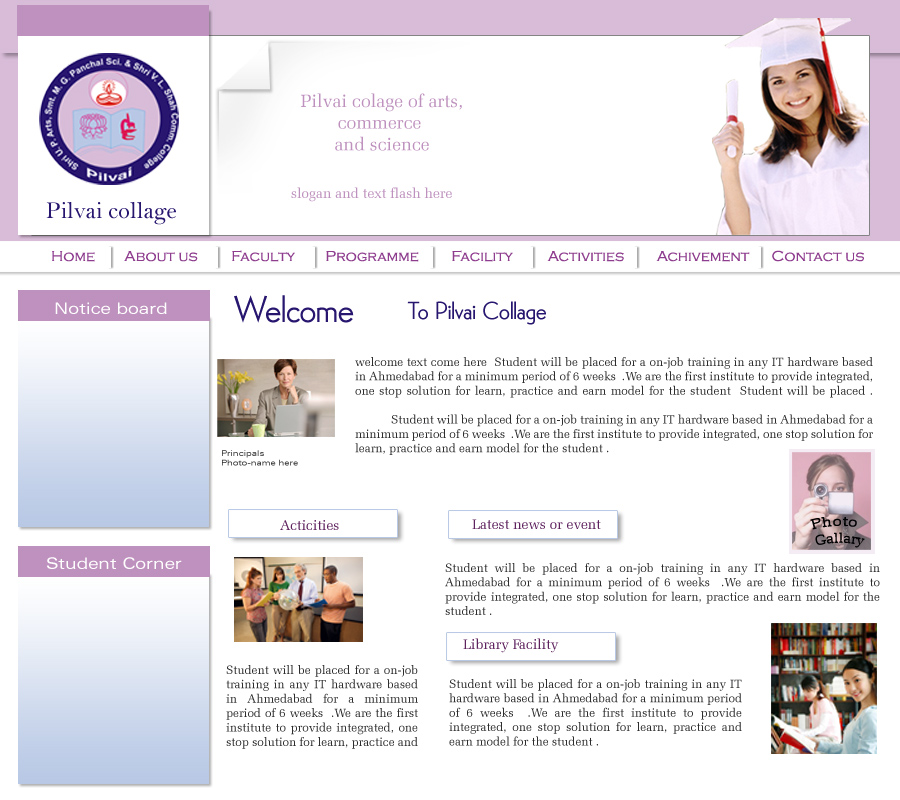 Shri U. P. Arts, Smt. M. G. Panchal Sci. & Shri V. L. Shah Comm. College
Pilvai
Pilvai collage
Pilvai colage of arts,
commerce
and science
slogan and text flash here
HOME
ABOUT US
FACULTY
PROGRAMME
FACILITY
ACTIVITIES
ACHIVEMENT
CONTACT US
Notice board
Student Corner
Welcome To Pilvai Collage
welcome text come here Student will be placed for a on-job training in any IT hardware based
in Ahmedabad for a minimum period of 6 weeks .We are the first institute to provide integrated,
one stop solution for learn, practice and earn model for the student Student will be placed .
Student will be placed for a on-job training in any IT hardware based in Ahmedabad for a
minimum period of 6 weeks .We are the first institute to provide integrated, one stop solution for
learn, practice and earn model for the student .
Principals
Photo-name here
Photo
Gallary
Acticities
Student will be placed for a on-job
training in any IT hardware based
in Ahmedabad for a minimum
period of 6 weeks .We are the first
institute to provide integrated, one
stop solution for learn, practice and
Latest news or event
Student will be placed for a on-job training in any IT hardware based in
Ahmedabad for a minimum period of 6 weeks .We are the first institute to
provide integrated, one stop solution for learn, practice and earn model for the
student .
Library Facility
Student will be placed for a on-job training in any IT
hardware based in Ahmedabad for a minimum period
of 6 weeks .We are the first institute to provide
integrated, one stop solution for learn, practice and
earn model for the student .